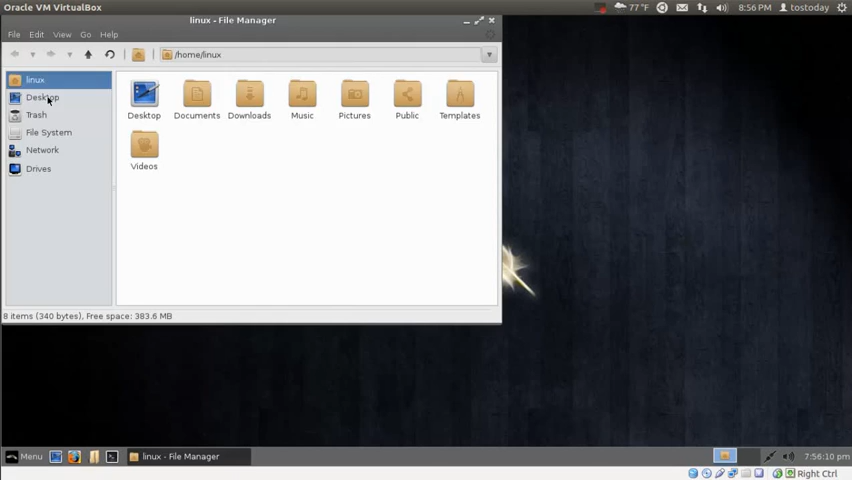 Oracle VM VirtualBox
77 °F
8:56 PM
tostoday
linux - File Manager
File Edit View Go Help
/home/linux
linux
Desktop
Trash
File System
Network
Drives
Desktop Documents Downloads Music Pictures Public Templates
Videos
8 items (340 bytes), Free space: 383.6 MB
Menu
linux - File Manager
7:56:10 pm
Right Ctrl